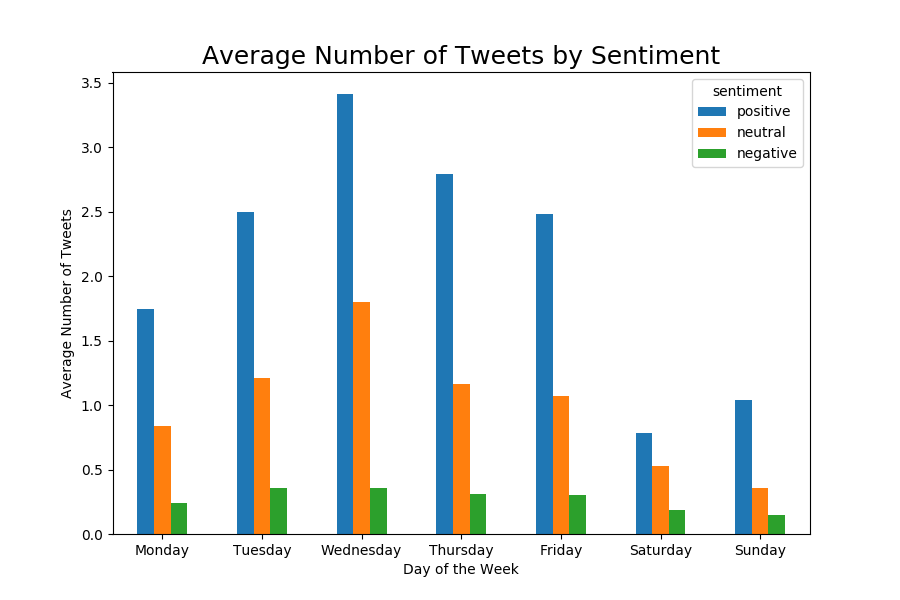 Average Number of Tweets by Sentiment
sentiment
positive
neutral
negative
Average Number of Tweets
3.5
3.0
2.5
2.0
1.5
1.0
0.5
0.0
Monday Tuesday Wednesday Thursday Friday Saturday Sunday
Day of the Week